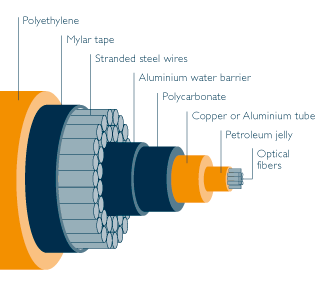 Polyethylene
Mylar tape
Stranded steel wires
Aluminium water barrier
Polycarbonate
Copper or Aluminium tube
Petroleum jelly
Optical
fibers